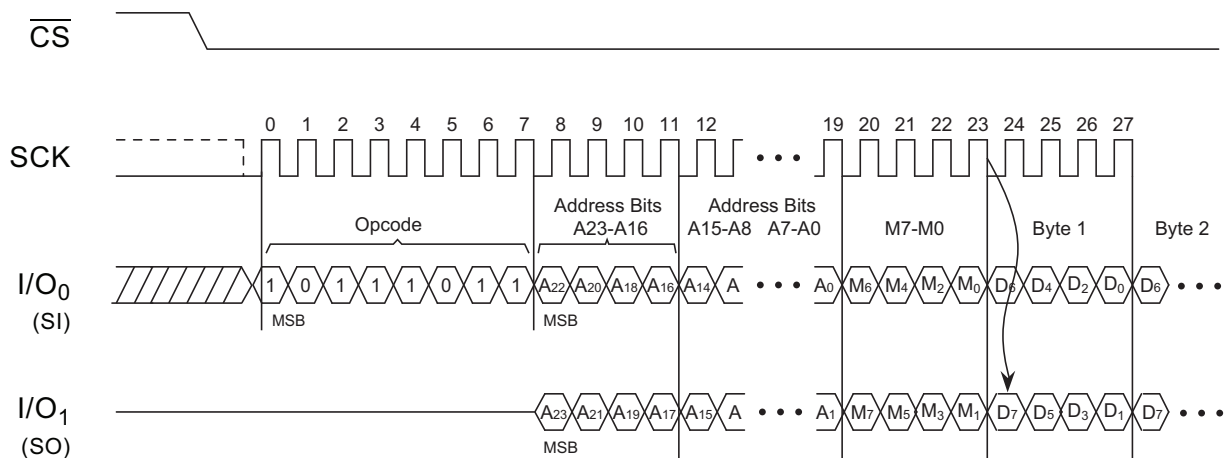 CS
0 1 2 3 4 5 6 7 8 9 10 11 12 19 20 21 22 23 24 25 26 27
SCK
Opcode
Address Bits
A23-A16
Address Bits
A15-A8 A7-A0
M7-M0
Byte 1
Byte 2
I/O0
(SI)
1 0 1 1 1 0 1 1 A22 A20 A18 A16 A14 A A0 M6 M4 M2 M0 D6 D4 D2 D0 D6
MSB MSB
I/O1
(SO)
A23 A21 A19 A17 A15 A A1 M7 M5 M3 M1 D7 D5 D3 D1 D7
MSB